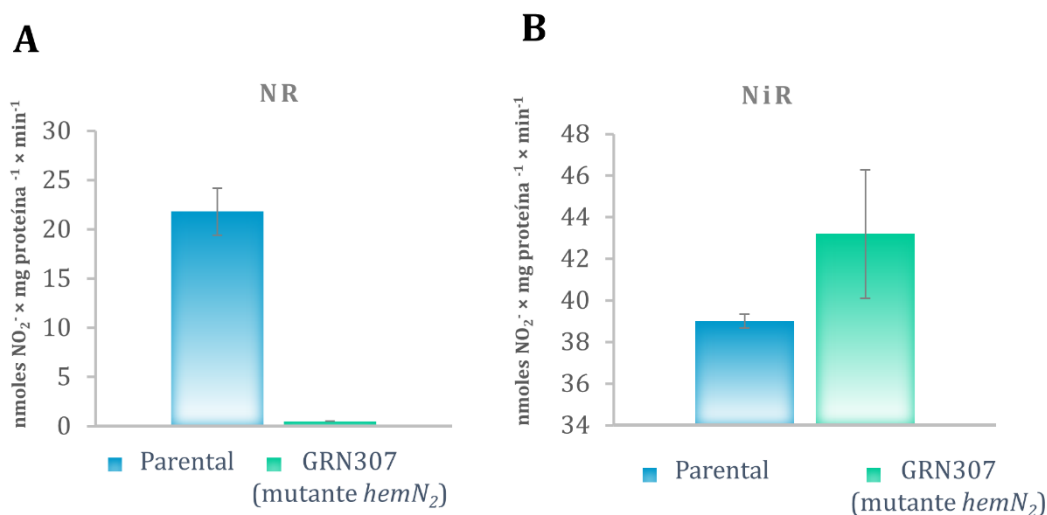 A
NR
nmoles NO₂⁻ × mg proteína ⁻¹ × min⁻¹
30
25
20
15
10
5
0
Parental GRN307
(mutante hemN₂)
B
NiR
nmoles NO₂⁻ × mg proteína ⁻¹ × min⁻¹
48
46
44
42
40
38
36
34
Parental GRN307
(mutante hemN₂)